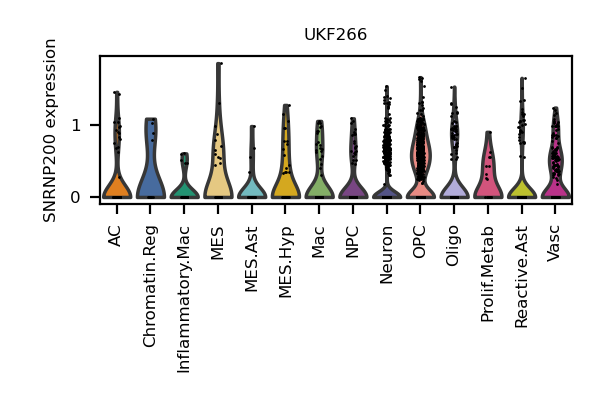 UKF266
SNRNP200 expression
1
0
AC
Chromatin.Reg
Inflammatory.Mac
MES
MES.Ast
MES.Hyp
Mac
NPC
Neuron
OPC
Oligo
Prolif.Metab
Reactive.Ast
Vasc